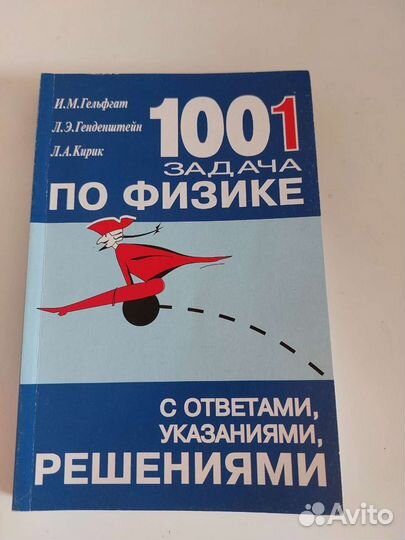 И.М.Гельфгат
Л.Э.Генденштейн
Л.А.Кирик
1001
ЗАДАЧА
ПО ФИЗИКЕ
С ОТВЕТАМИ,
УКАЗАНИЯМИ,
РЕШЕНИЯМИ
Avito